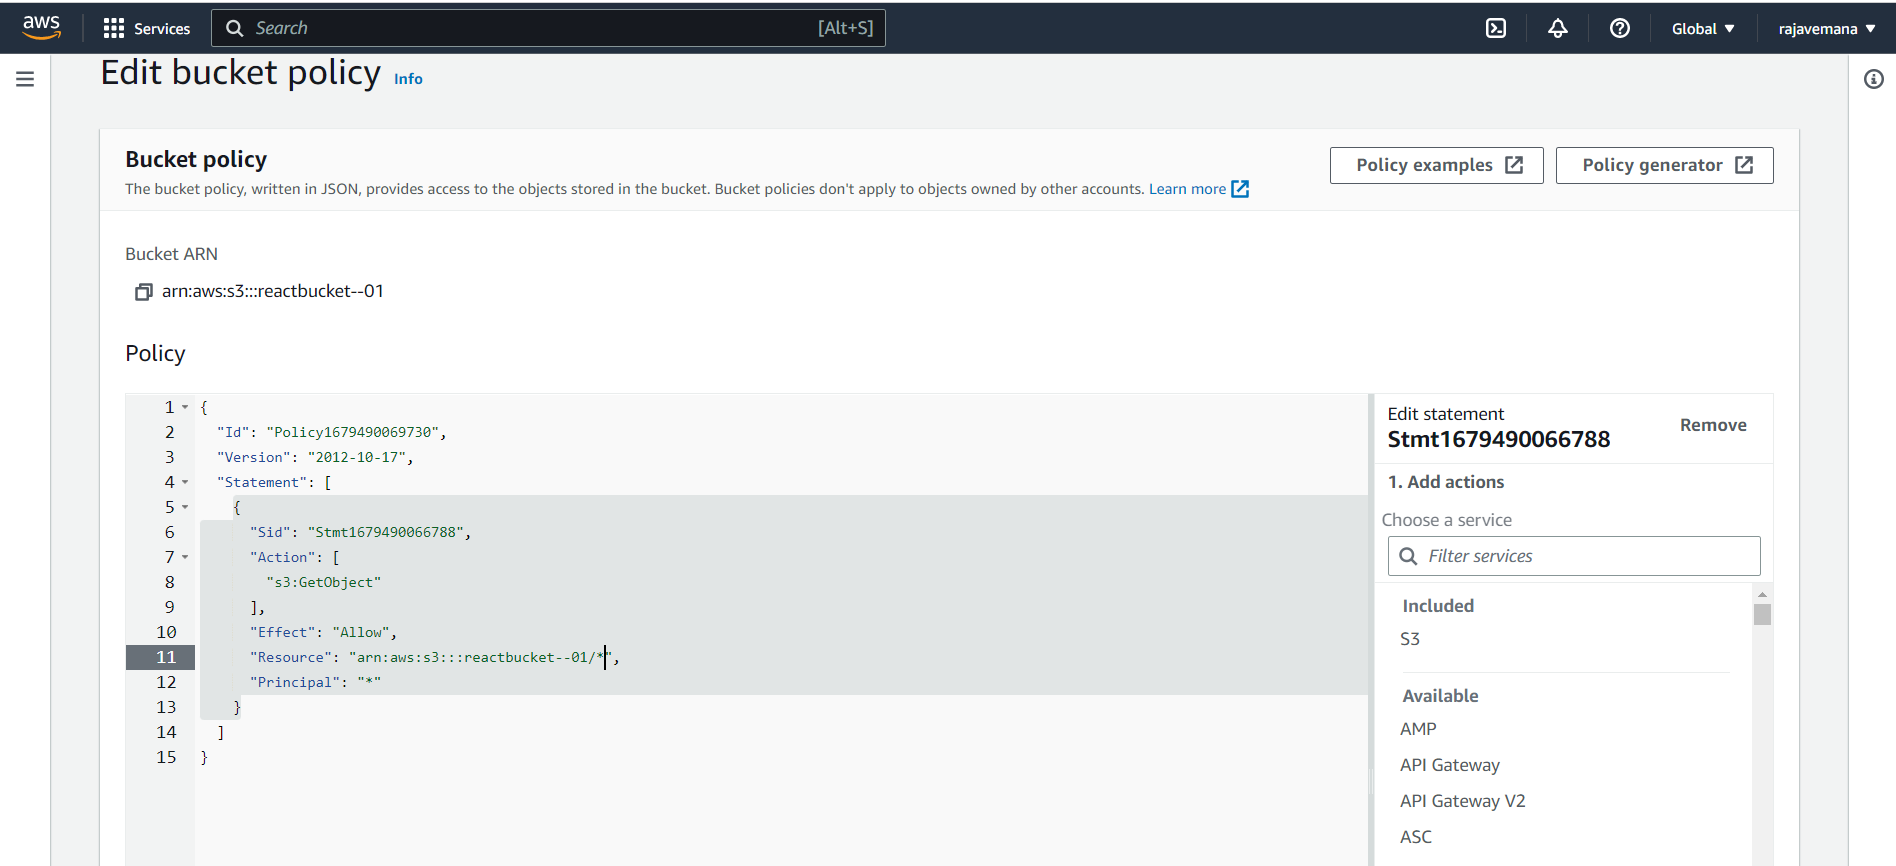 aws Services Search [Alt+S] Global rajavemana
Edit bucket policy Info
Bucket policy
The bucket policy, written in JSON, provides access to the objects stored in the bucket. Bucket policies don't apply to objects owned by other accounts. Learn more
Policy examples Policy generator
Bucket ARN
arn:aws:s3:::reactbucket--01
Policy
1 {
2 "Id": "Policy1679490069730",
3 "Version": "2012-10-17",
4 "Statement": [
5 {
6 "Sid": "Stmt1679490066788",
7 "Action": [
8 "s3:GetObject"
9 ],
10 "Effect": "Allow",
11 "Resource": "arn:aws:s3:::reactbucket--01/*",
12 "Principal": "*"
13 }
14 ]
15 }
Edit statement
Stmt1679490066788
Remove
1. Add actions
Choose a service
Filter services
Included
S3
Available
AMP
API Gateway
API Gateway V2
ASC